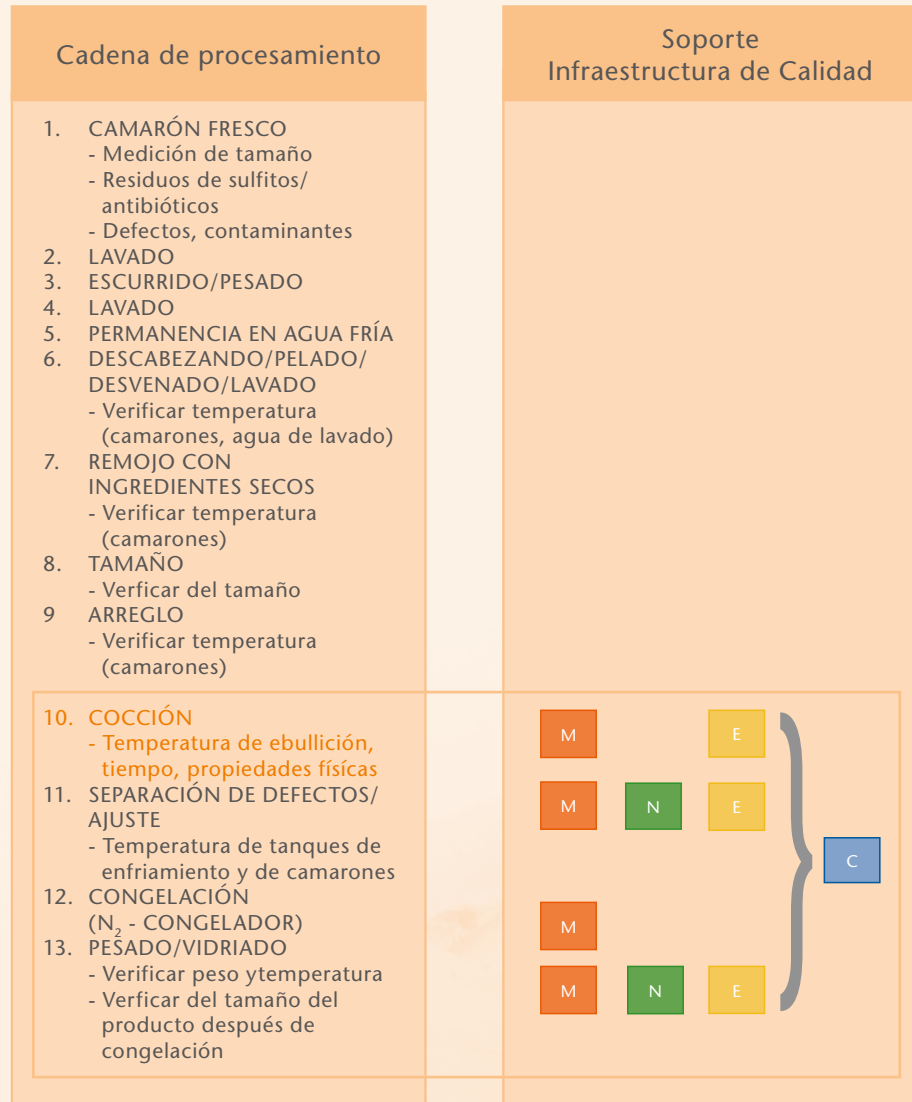 Cadena de procesamiento
Soporte
Infraestructura de Calidad
1. CAMARÓN FRESCO
- Medición de tamaño
- Residuos de sulfitos/
antibióticos
- Defectos, contaminantes
2. LAVADO
3. ESCURRIDO/PESADO
4. LAVADO
5. PERMANENCIA EN AGUA FRÍA
6. DESCABEZANDO/PELADO/
DESVENADO/LAVADO
- Verificar temperatura
(camarones, agua de lavado)
7. REMOJO CON
INGREDIENTES SECOS
- Verificar temperatura
(camarones)
8. TAMAÑO
- Verficar del tamaño
9 ARREGLO
- Verificar temperatura
(camarones)
10. COCCIÓN
- Temperatura de ebullición,
tiempo, propiedades físicas
11. SEPARACIÓN DE DEFECTOS/
AJUSTE
- Temperatura de tanques de
enfriamiento y de camarones
12. CONGELACIÓN
(N₂ - CONGELADOR)
13. PESADO/VIDRIADO
- Verificar peso ytemperatura
- Verficar del tamaño del
producto después de
congelación
M E
M N E
C
M
M N E